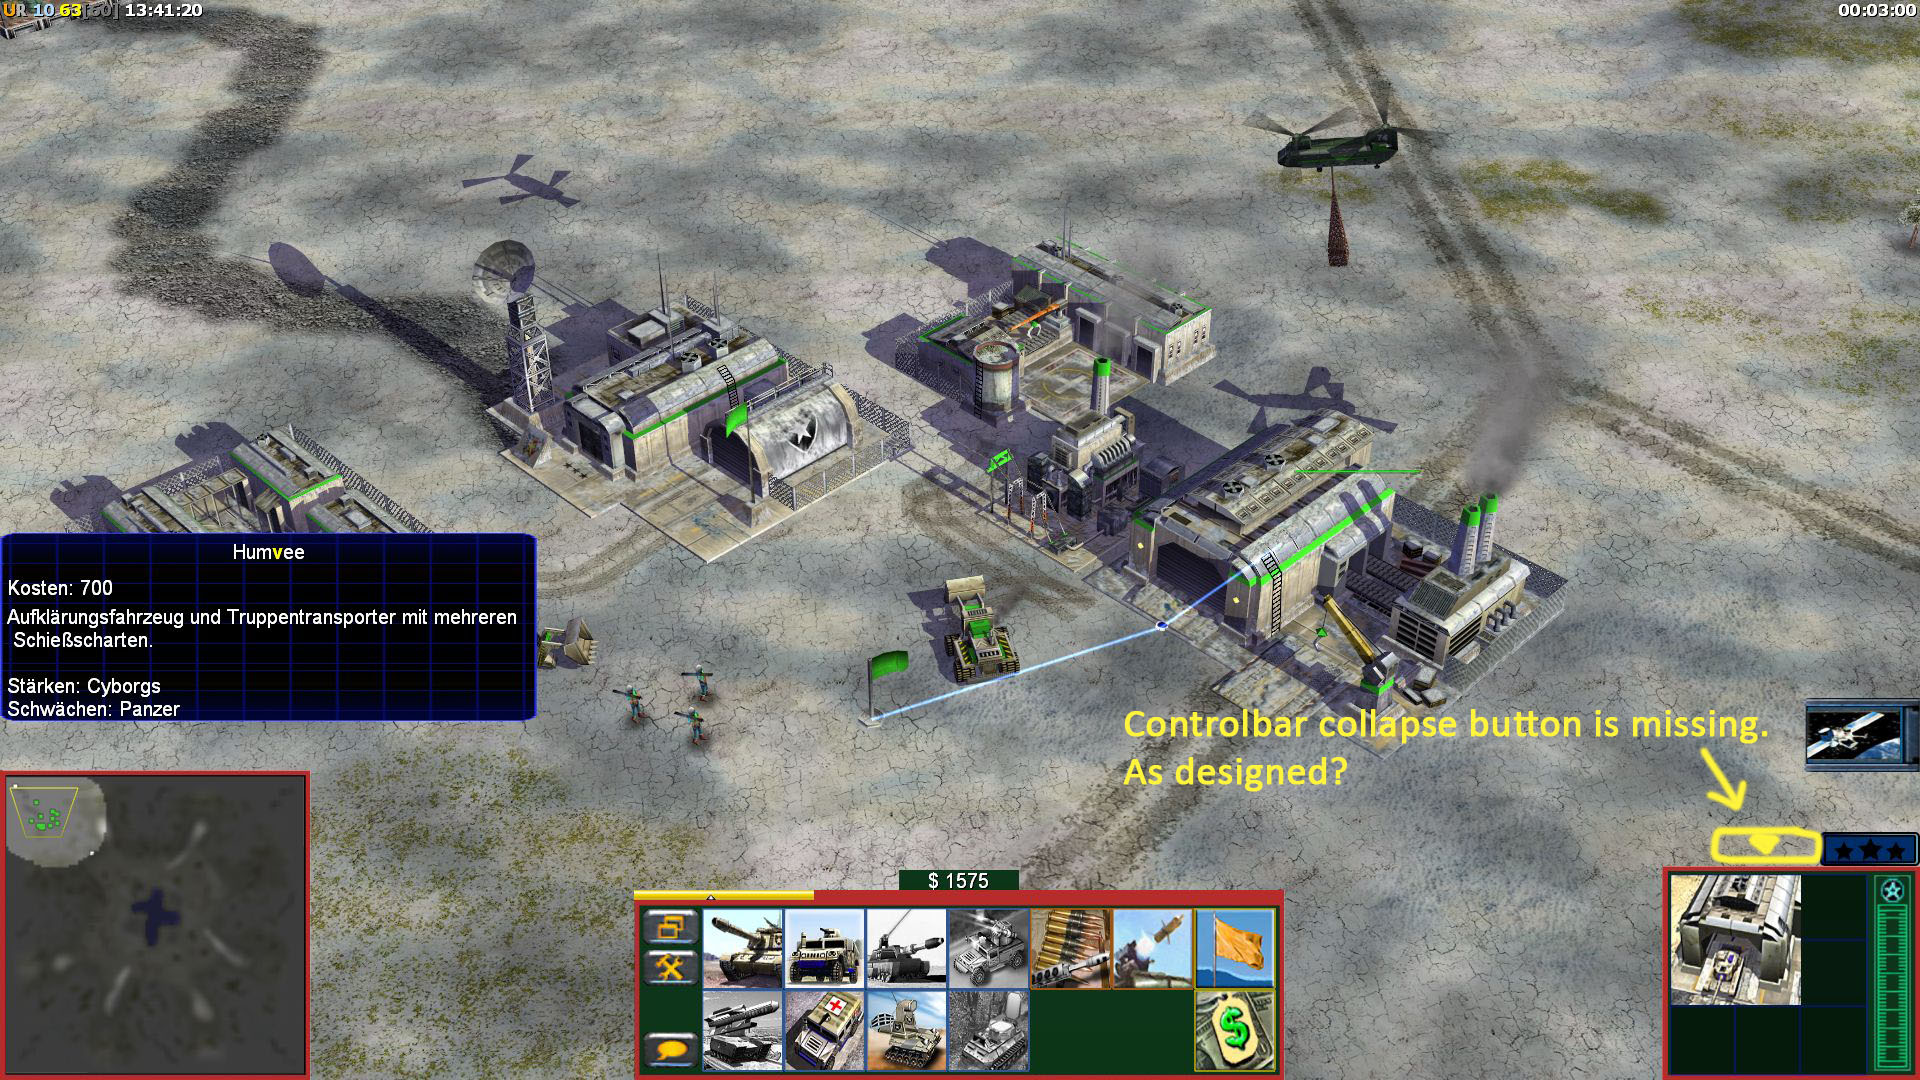 UR 10 63 [60] 13:41:20
00:03:00
Humvee
Kosten: 700
Aufklärungsfahrzeug und Truppentransporter mit mehreren
Schießscharten.
Stärken: Cyborgs
Schwächen: Panzer
Controlbar collapse button is missing.
As designed?
$ 1575